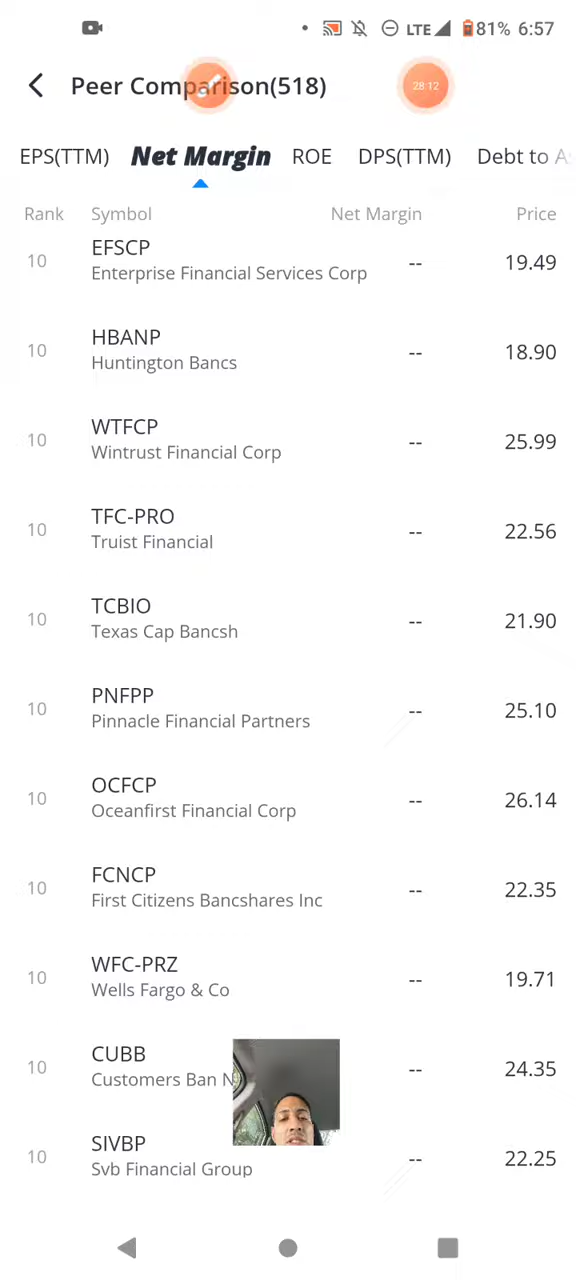 81% 6:57
LTE
Peer Comparison(518)
28:12
EPS(TTM) Net Margin ROE DPS(TTM) Debt to
Rank Symbol Net Margin Price
10 EFSCP -- 19.49
Enterprise Financial Services Corp
10 HBANP -- 18.90
Huntington Bancs
10 WTFCP -- 25.99
Wintrust Financial Corp
10 TFC-PRO -- 22.56
Truist Financial
10 TCBIO -- 21.90
Texas Cap Bancsh
10 PNFPP -- 25.10
Pinnacle Financial Partners
10 OCFCP -- 26.14
Oceanfirst Financial Corp
10 FCNCP -- 22.35
First Citizens Bancshares Inc
10 WFC-PRZ -- 19.71
Wells Fargo & Co
10 CUBB -- 24.35
Customers Ban N
10 SIVBP -- 22.25
Svb Financial Group